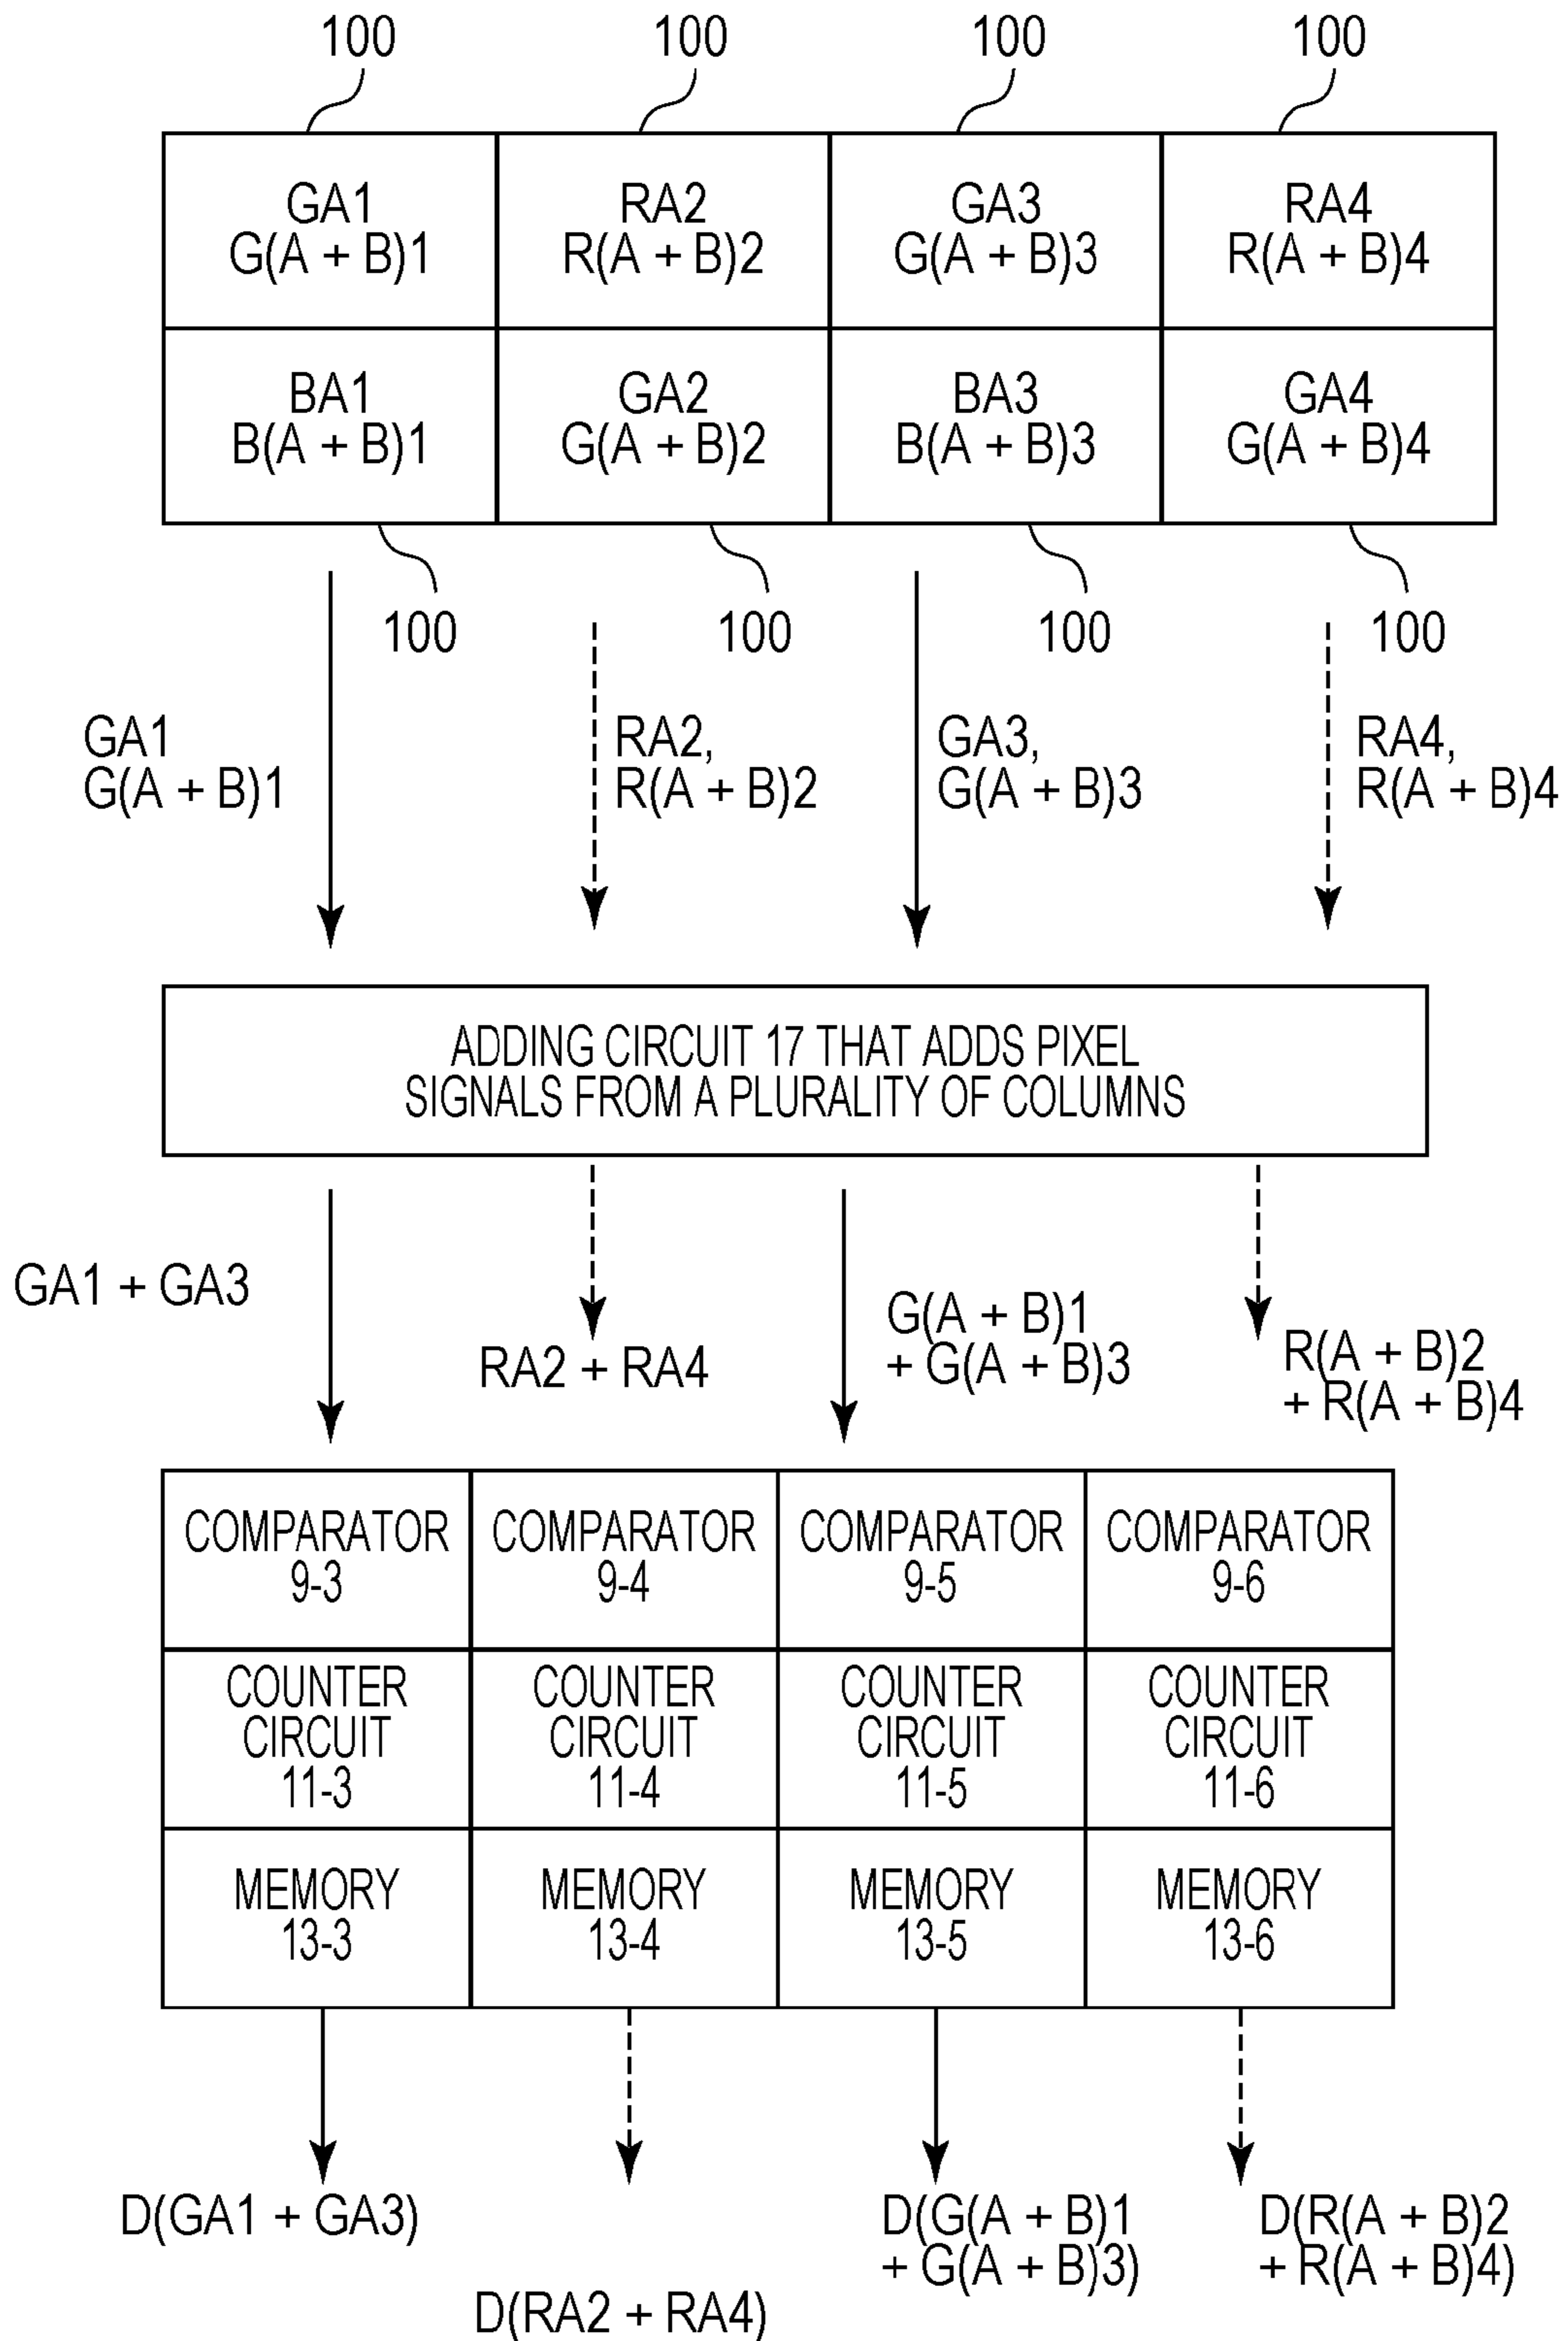 100
100
100
100
GA1
G(A + B)1
RA2
R(A + B)2
GA3
G(A + B)3
RA4
R(A + B)4
BA1
B(A + B)1
GA2
G(A + B)2
BA3
B(A + B)3
GA4
G(A + B)4
100
100
100
100
GA1
G(A + B)1
RA2,
R(A + B)2
GA3,
G(A + B)3
RA4,
R(A + B)4
ADDING CIRCUIT 17 THAT ADDS PIXEL
SIGNALS FROM A PLURALITY OF COLUMNS
GA1 + GA3
RA2 + RA4
G(A + B)1
+ G(A + B)3
R(A + B)2
+ R(A + B)4
COMPARATOR
9-3
COMPARATOR
9-4
COMPARATOR
9-5
COMPARATOR
9-6
COUNTER
CIRCUIT
11-3
COUNTER
CIRCUIT
11-4
COUNTER
CIRCUIT
11-5
COUNTER
CIRCUIT
11-6
MEMORY
13-3
MEMORY
13-4
MEMORY
13-5
MEMORY
13-6
D(GA1 + GA3)
D(RA2 + RA4)
D(G(A + B)1
+ G(A + B)3)
D(R(A + B)2
+ R(A + B)4)